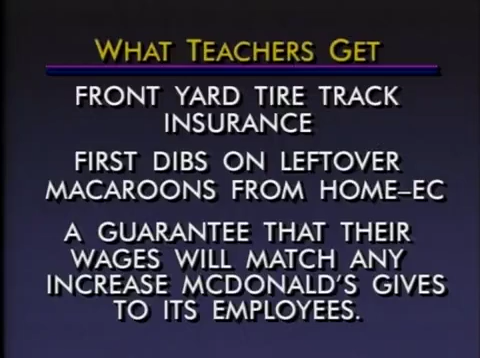 WHAT TEACHERS GET
FRONT YARD TIRE TRACK
INSURANCE
FIRST DIBS ON LEFTOVER
MACAROONS FROM HOME-EC
A GUARANTEE THAT THEIR
WAGES WILL MATCH ANY
INCREASE MCDONALD'S GIVES
TO ITS EMPLOYEES.